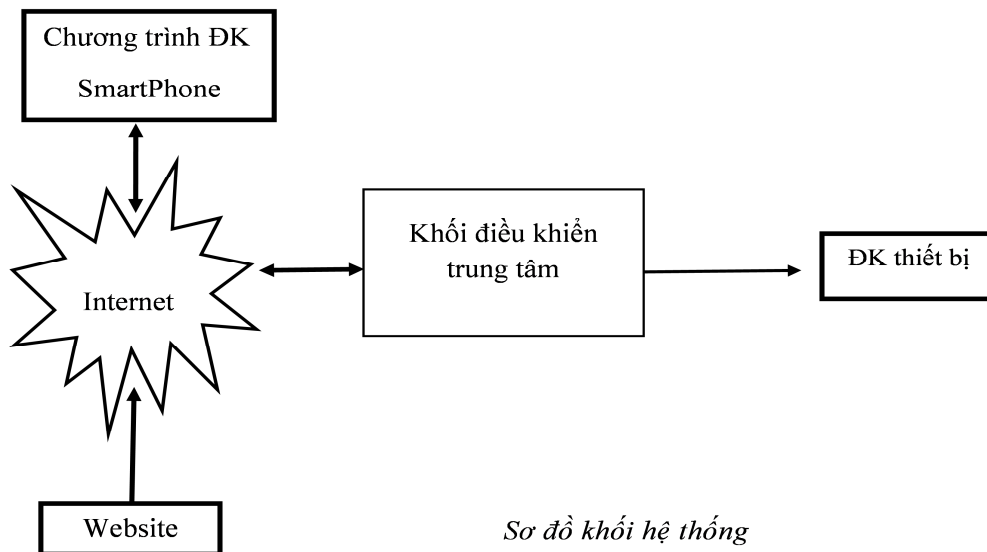 Chương trình ĐK
SmartPhone
Khối điều khiển
trung tâm
ĐK thiết bị
Internet
Website
Sơ đồ khối hệ thống